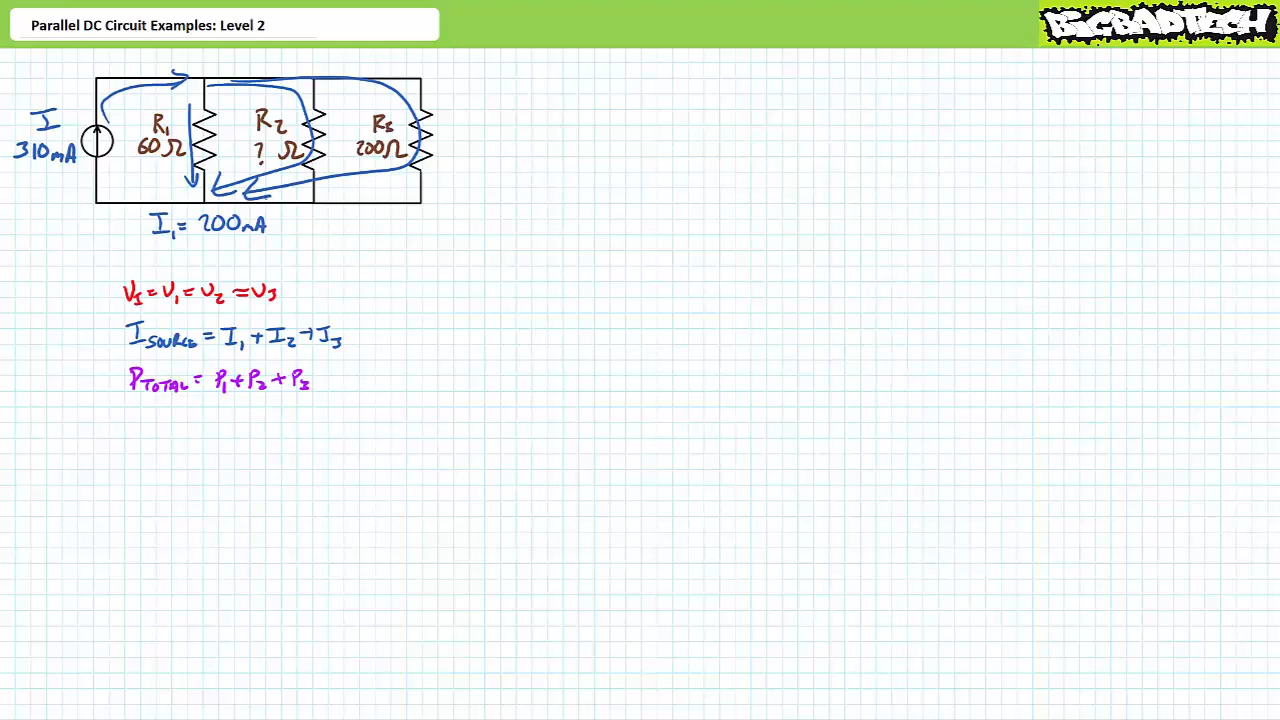 Parallel DC Circuit Examples: Level 2
BIGBADTECH
I
310mA
R1
60Ω
R2
? Ω
R3
200Ω
I1 = 200mA
VI = V1 = V2 = V3
ISOURCE = I1 + I2 + I3
PTOTAL = P1 + P2 + P3